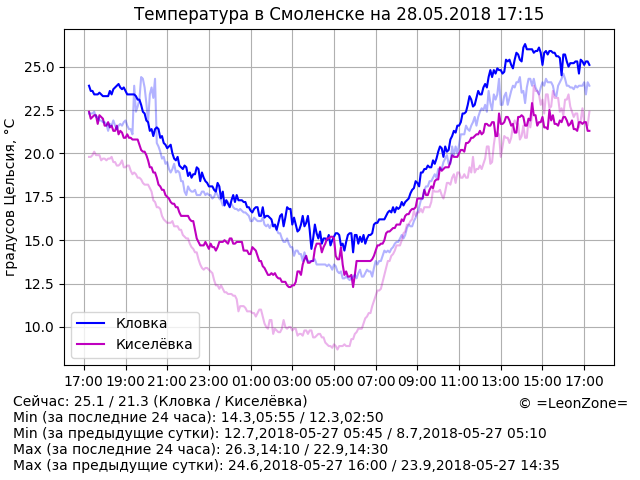 Температура в Смоленске на 28.05.2018 17:15
градусов Цельсия, °C
25.0
22.5
20.0
17.5
15.0
12.5
10.0
Кловка
Киселёвка
17:00 19:00 21:00 23:00 01:00 03:00 05:00 07:00 09:00 11:00 13:00 15:00 17:00
Сейчас: 25.1 / 21.3 (Кловка / Киселёвка)
© =LeonZone=
Min (за последние 24 часа): 14.3,05:55 / 12.3,02:50
Min (за предыдущие сутки): 12.7,2018-05-27 05:45 / 8.7,2018-05-27 05:10
Max (за последние 24 часа): 26.3,14:10 / 22.9,14:30
Max (за предыдущие сутки): 24.6,2018-05-27 16:00 / 23.9,2018-05-27 14:35